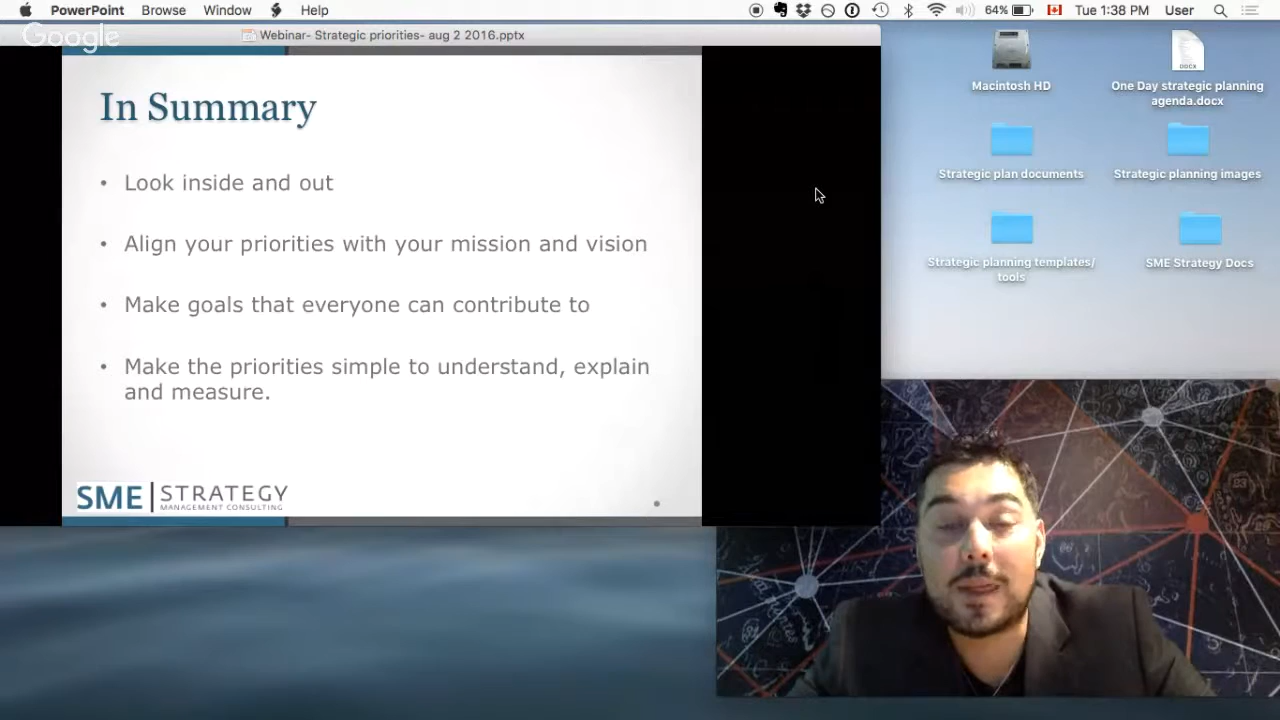 PowerPoint Browse Window Help 64% Tue 1:38 PM User
Google
Webinar- Strategic priorities- aug 2 2016.pptx
In Summary
• Look inside and out
• Align your priorities with your mission and vision
• Make goals that everyone can contribute to
• Make the priorities simple to understand, explain
and measure.
SME STRATEGY
MANAGEMENT CONSULTING
Macintosh HD
DOCX
One Day strategic planning
agenda.docx
Strategic plan documents
Strategic planning images
Strategic planning templates/
tools
SME Strategy Docs